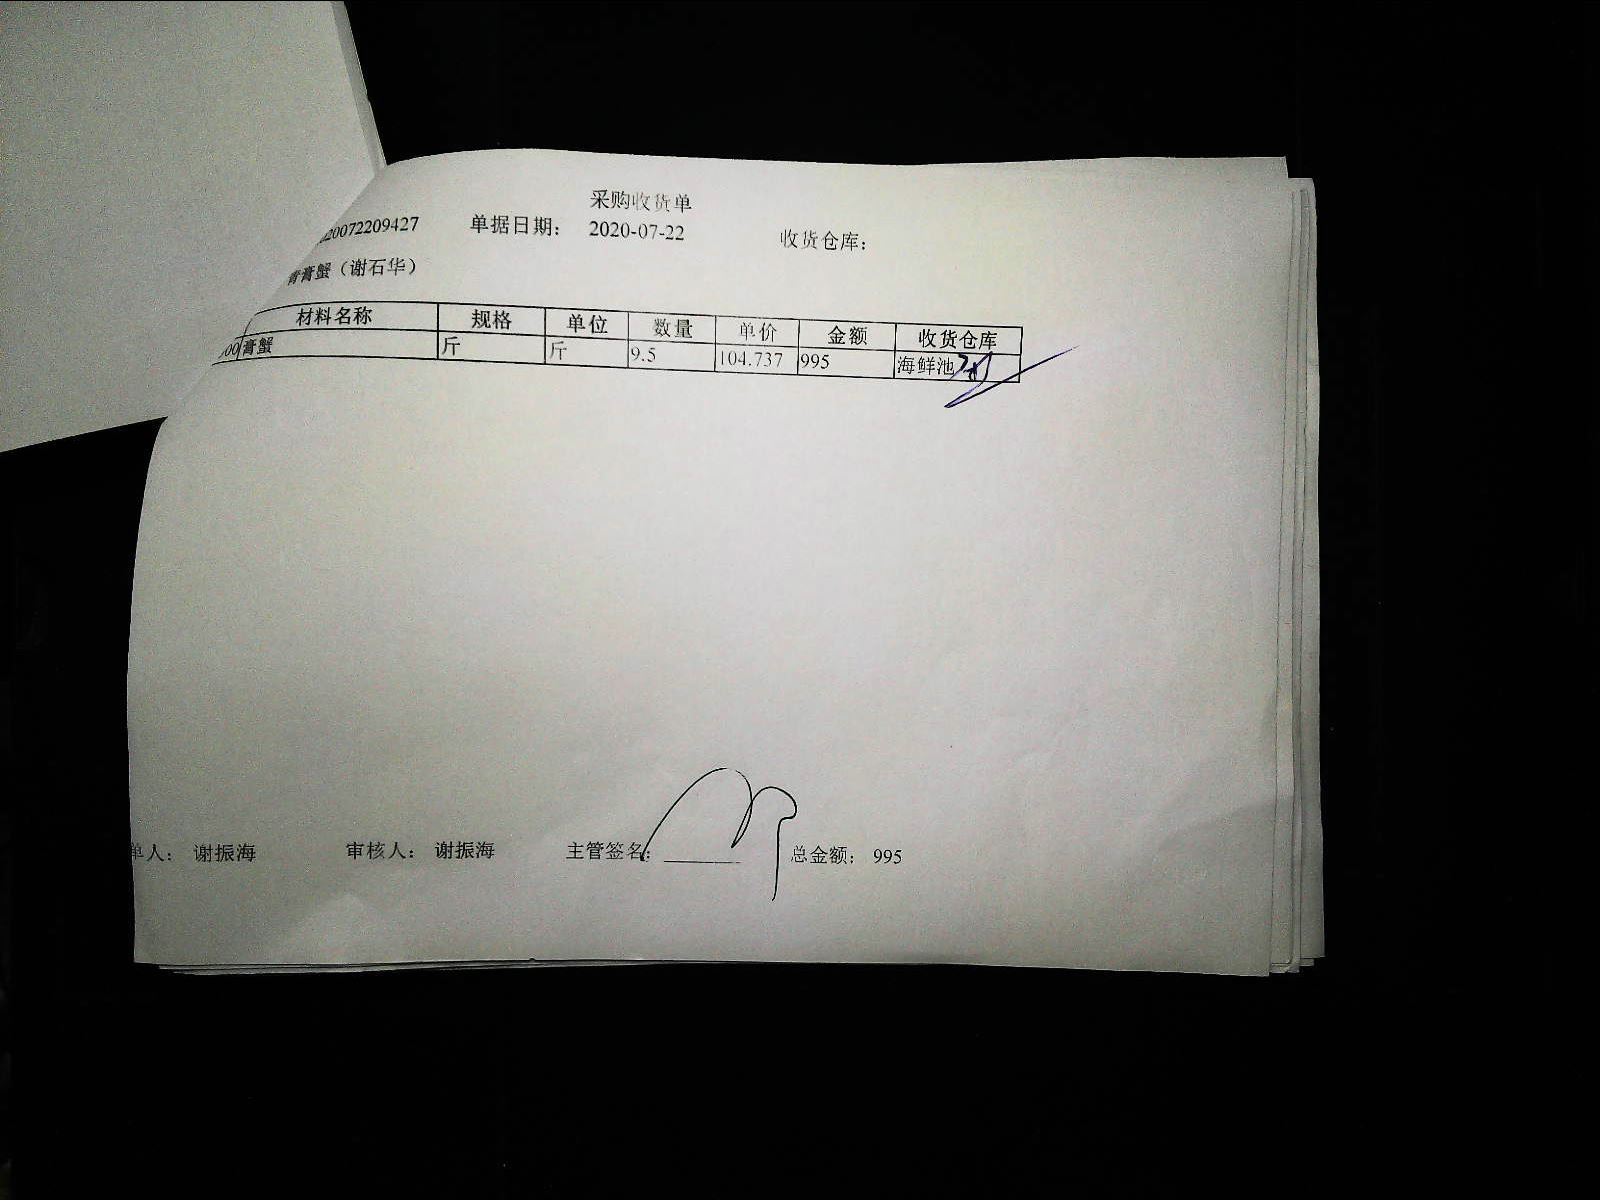 采购收货单
20072209427 单据日期： 2020-07-22 收货仓库：
青膏蟹（谢石华）
材料名称 规格 单位 数量 单价 金额 收货仓库
00 膏蟹 斤 斤 9.5 104.737 995 海鲜池
单人： 谢振海 审核人： 谢振海 主管签名： 总金额： 995